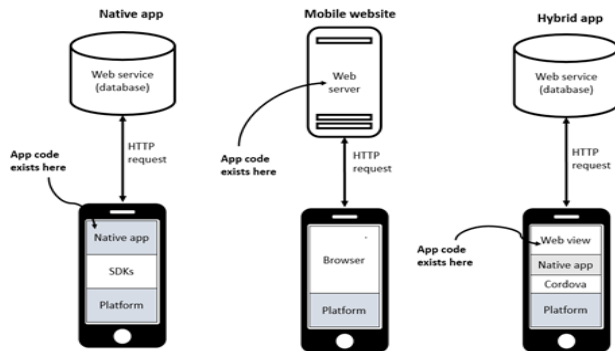 Native app
Web service
(database)
HTTP
request
App code
exists here
Native app
SDKs
Platform
Mobile website
Web
server
App code
exists here
HTTP
request
Browser
Platform
Hybrid app
Web service
(database)
HTTP
request
App code
exists here
Web view
Native app
Cordova
Platform